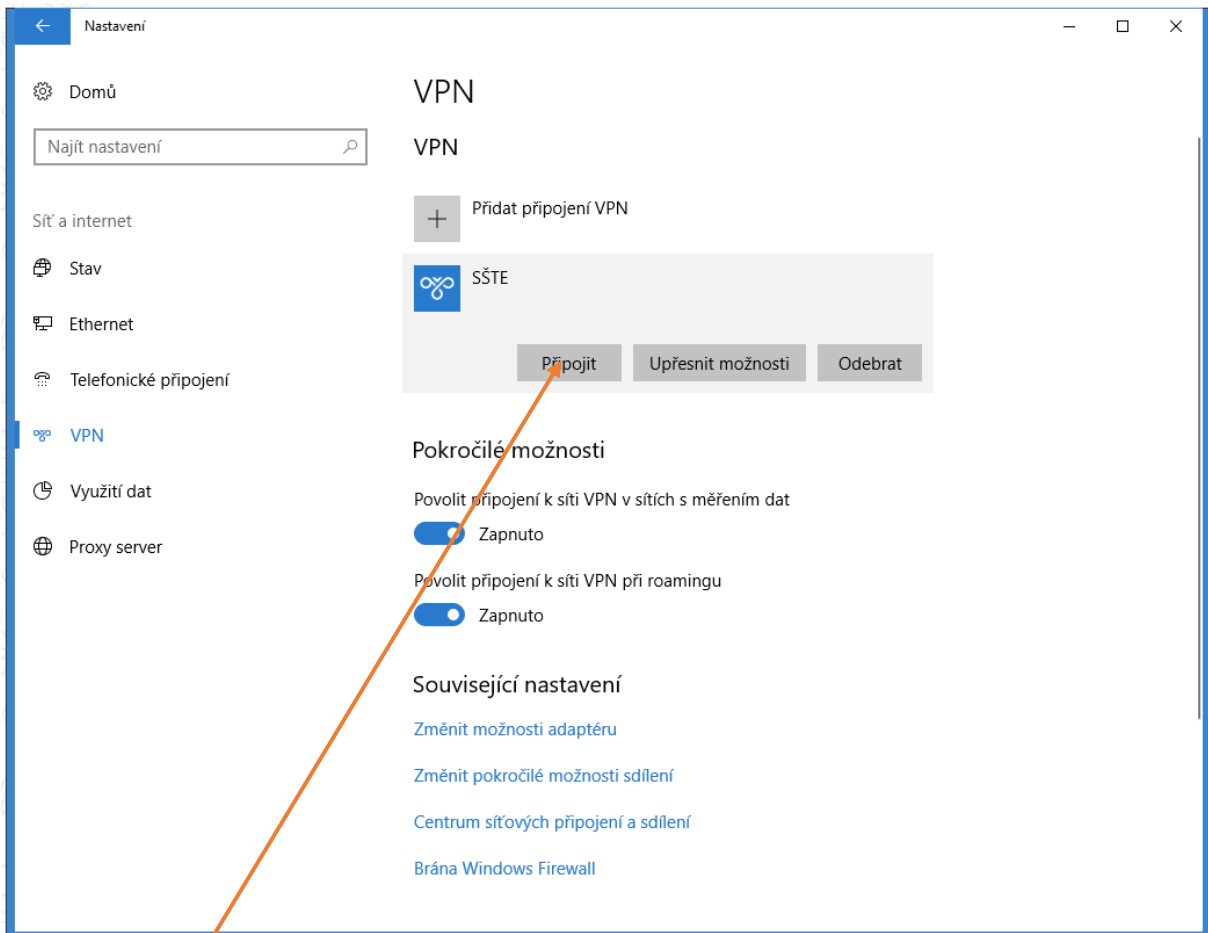 Nastavení
Domů
Najít nastavení
Síť a internet
Stav
Ethernet
Telefonické připojení
VPN
Využití dat
Proxy server
VPN
VPN
Přidat připojení VPN
SŠTE
Připojit
Upřesnit možnosti
Odebrat
Pokročilé možnosti
Povolit připojení k síti VPN v sítích s měřením dat
Zapnuto
Povolit připojení k síti VPN při roamingu
Zapnuto
Související nastavení
Změnit možnosti adaptéru
Změnit pokročilé možnosti sdílení
Centrum síťových připojení a sdílení
Brána Windows Firewall